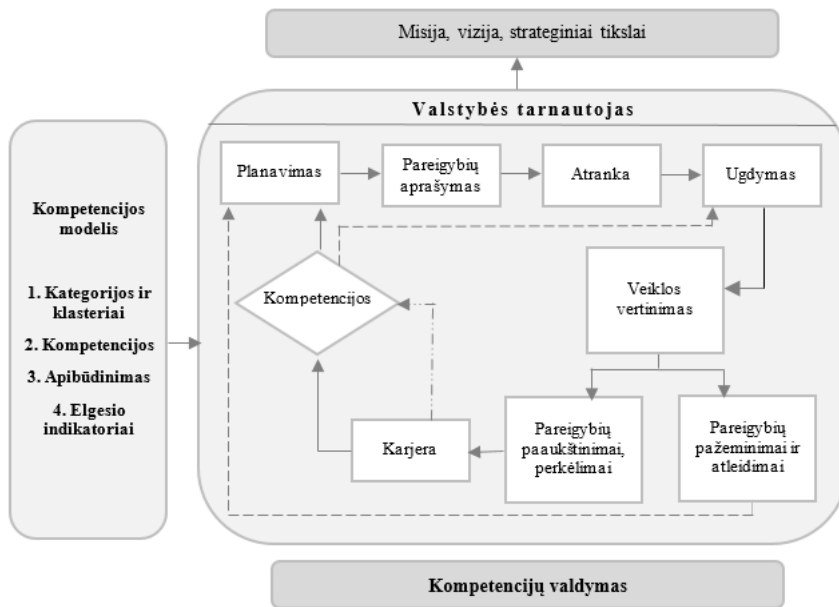 Misija, vizija, strateginiai tikslai
Valstybės tarnautojas
Kompetencijos
modelis
1. Kategorijos ir
klasteriai
2. Kompetencijos
3. Apibūdinimas
4. Elgesio
indikatoriai
Planavimas
Pareigybių
aprašymas
Atranka
Ugdymas
Kompetencijos
Veiklos
vertinimas
Karjera
Pareigybių
paaukštinimai,
perkėlimai
Pareigybių
pažeminimai ir
atleidimai
Kompetencijų valdymas